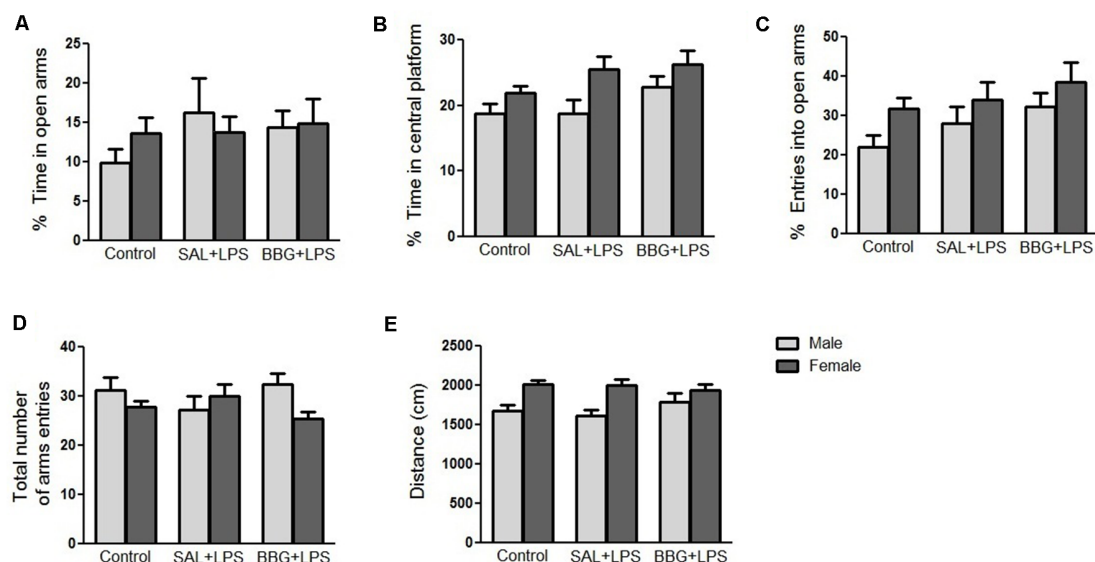 A
% Time in open arms
25
20
15
10
5
0
Control SAL+LPS BBG+LPS
B
% Time in central platform
30
20
10
0
Control SAL+LPS BBG+LPS
C
% Entries into open arms
50
40
30
20
10
0
Control SAL+LPS BBG+LPS
D
Total number
of arms entries
40
30
20
10
0
Control SAL+LPS BBG+LPS
E
Distance (cm)
2500
2000
1500
1000
500
0
Control SAL+LPS BBG+LPS
Male
Female